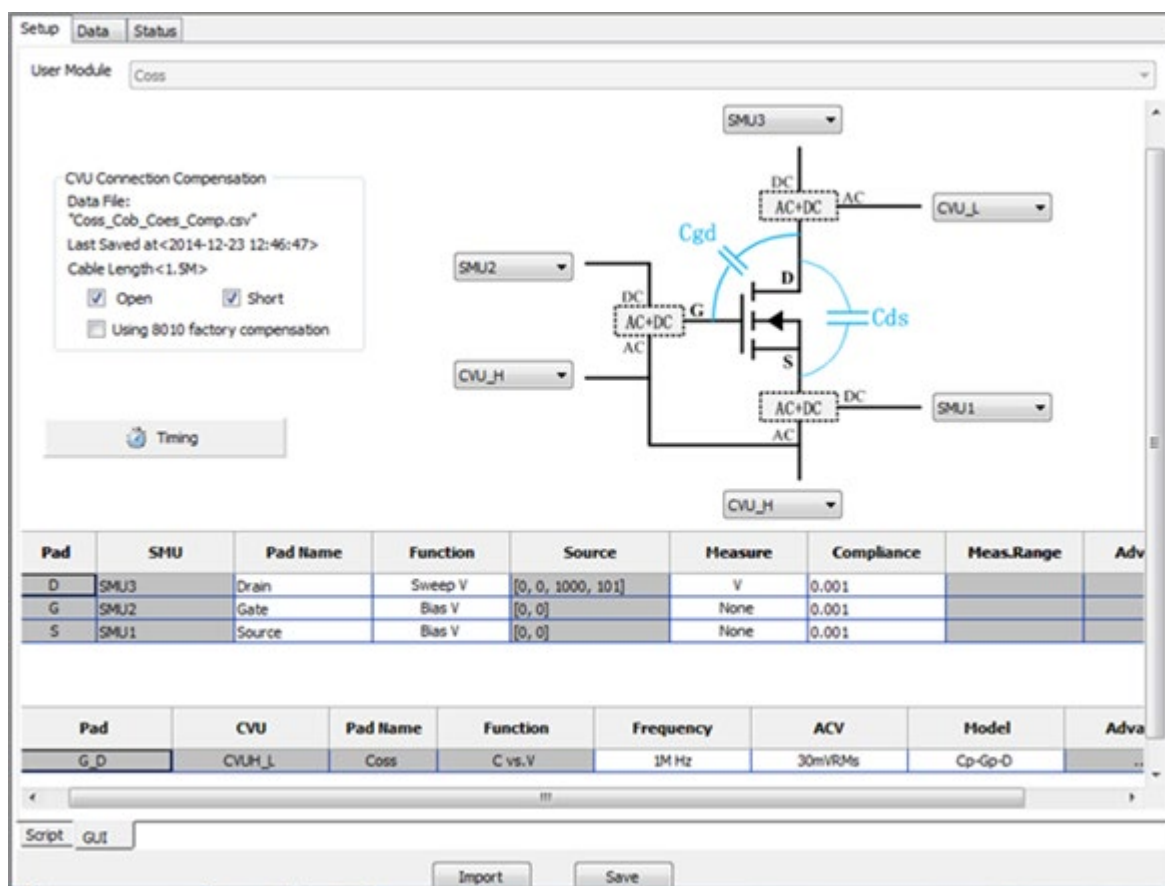 Setup Data Status
User Module Coss
SMU3
CVU Connection Compensation
Data File:
"Coss_Cob_Coes_Comp.csv"
Last Saved at<2014-12-23 12:46:47>
Cable Length<1.5M>
Open Short
Using 8010 factory compensation
Timing
DC
AC+DC AC CVU_L
Cgd
SMU2
D
DC
AC+DC G
Cds
AC
S
CVU_H
DC
AC+DC SMU1
AC
CVU_H
Pad SMU Pad Name Function Source Measure Compliance Meas.Range Adv
D SMU3 Drain Sweep V [0, 0, 1000, 101] V 0.001
G SMU2 Gate Bias V [0, 0] None 0.001
S SMU1 Source Bias V [0, 0] None 0.001
Pad CVU Pad Name Function Frequency ACV Model Adva
G_D CVUH_L Coss C vs.V 1M Hz 30mVRMs Cp-Gp-D ..
Script GUI
Import Save